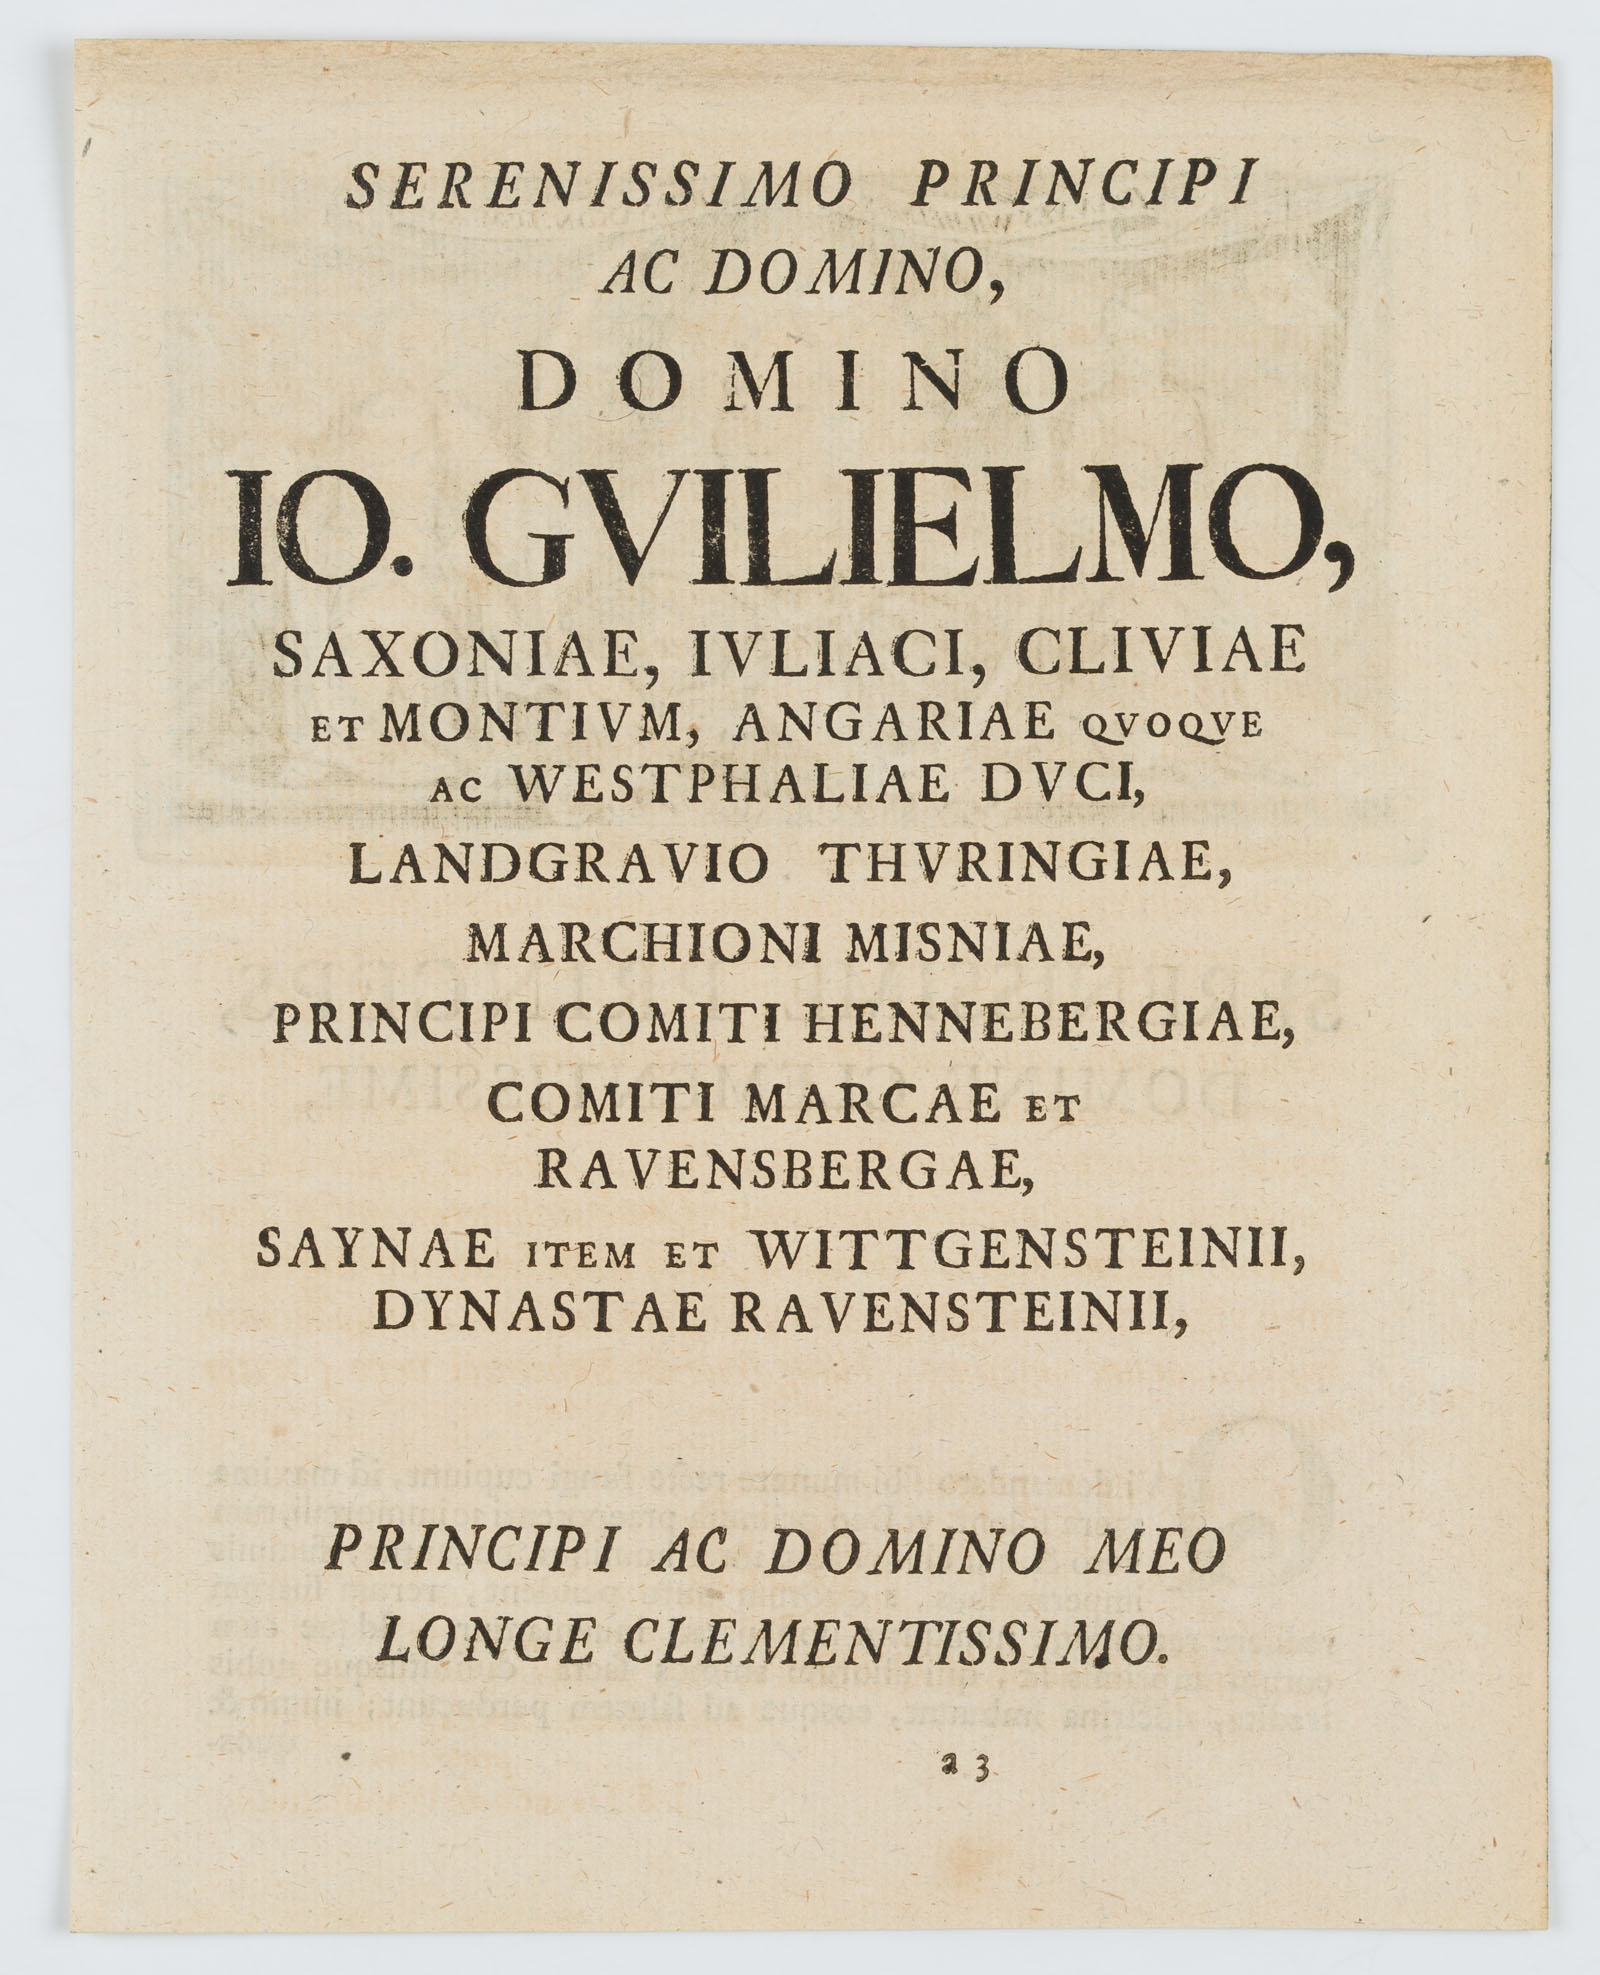 SERENISSIMO PRINCIPI
AC DOMINO,
DOMINO
IO. GVILIELMO,
SAXONIAE, IVLIACI, CLIVIAE
ET MONTIVM, ANGARIAE QVOQVE
AC WESTPHALIAE DVCI,
LANDGRAVIO THVRINGIAE,
MARCHIONI MISNIAE,
PRINCIPI COMITI HENNEBERGIAE,
COMITI MARCAE ET
RAVENSBERGAE,
SAYNAE ITEM ET WITTGENSTEINII,
DYNASTAE RAVENSTEINII,
PRINCIPI AC DOMINO MEO
LONGE CLEMENTISSIMO.
a 3